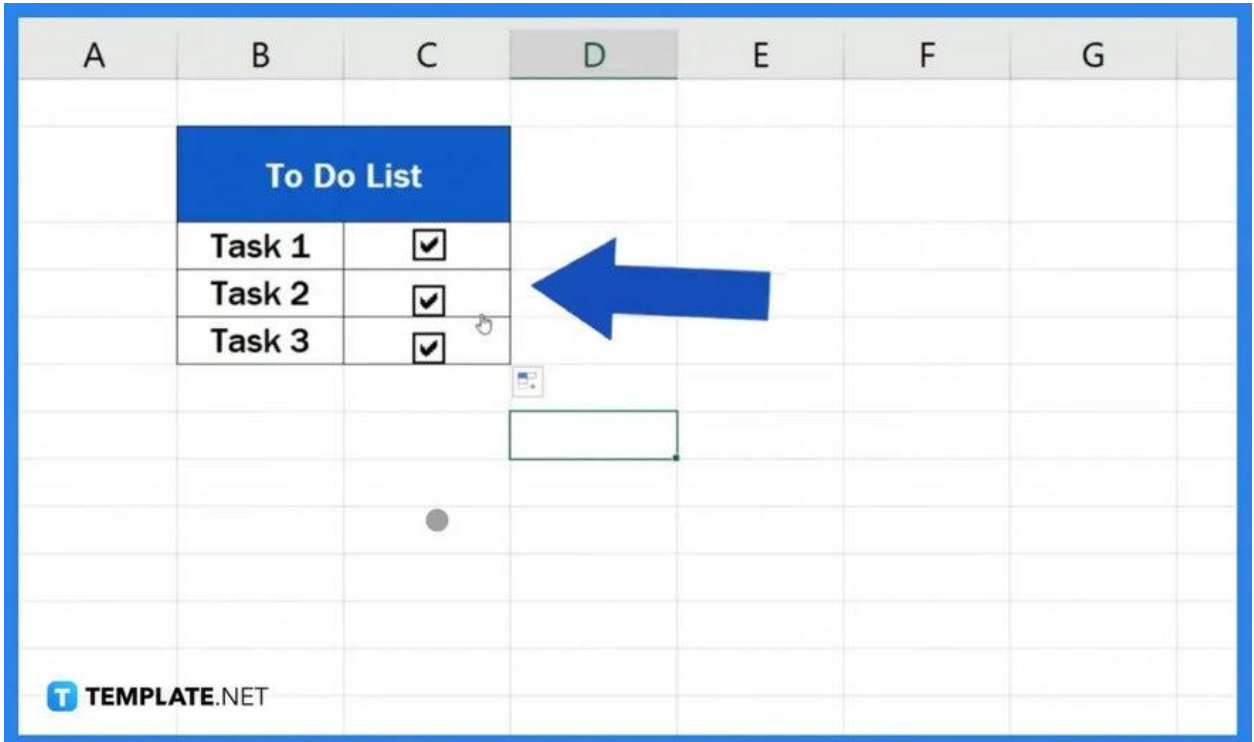 A B C D E F G
To Do List
Task 1
Task 2
Task 3
T TEMPLATE.NET